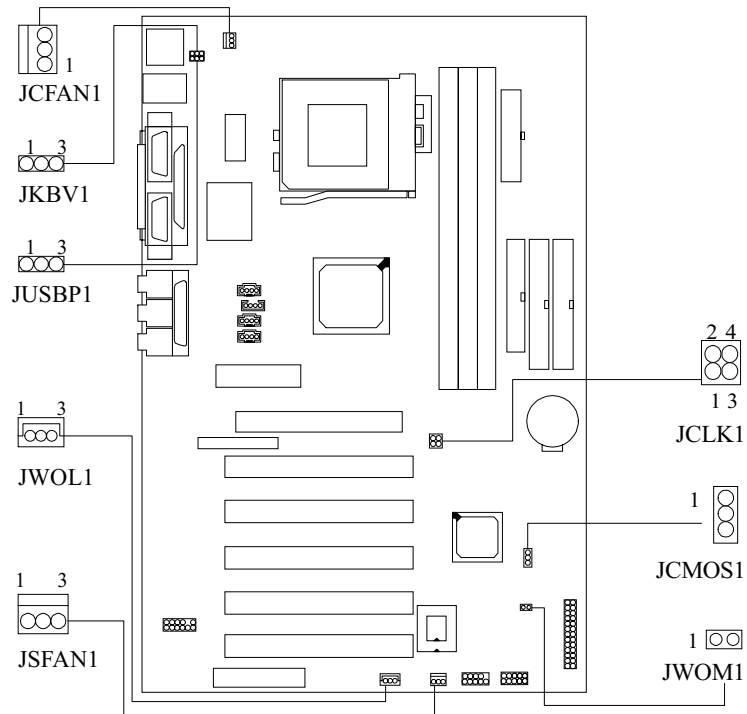 1
JCFAN1
1 3
JKBV1
1 3
JUSBP1
1 3
JWOL1
1 3
JSFAN1
2 4
1 3
JCLK1
1
JCMOS1
1
JWOM1